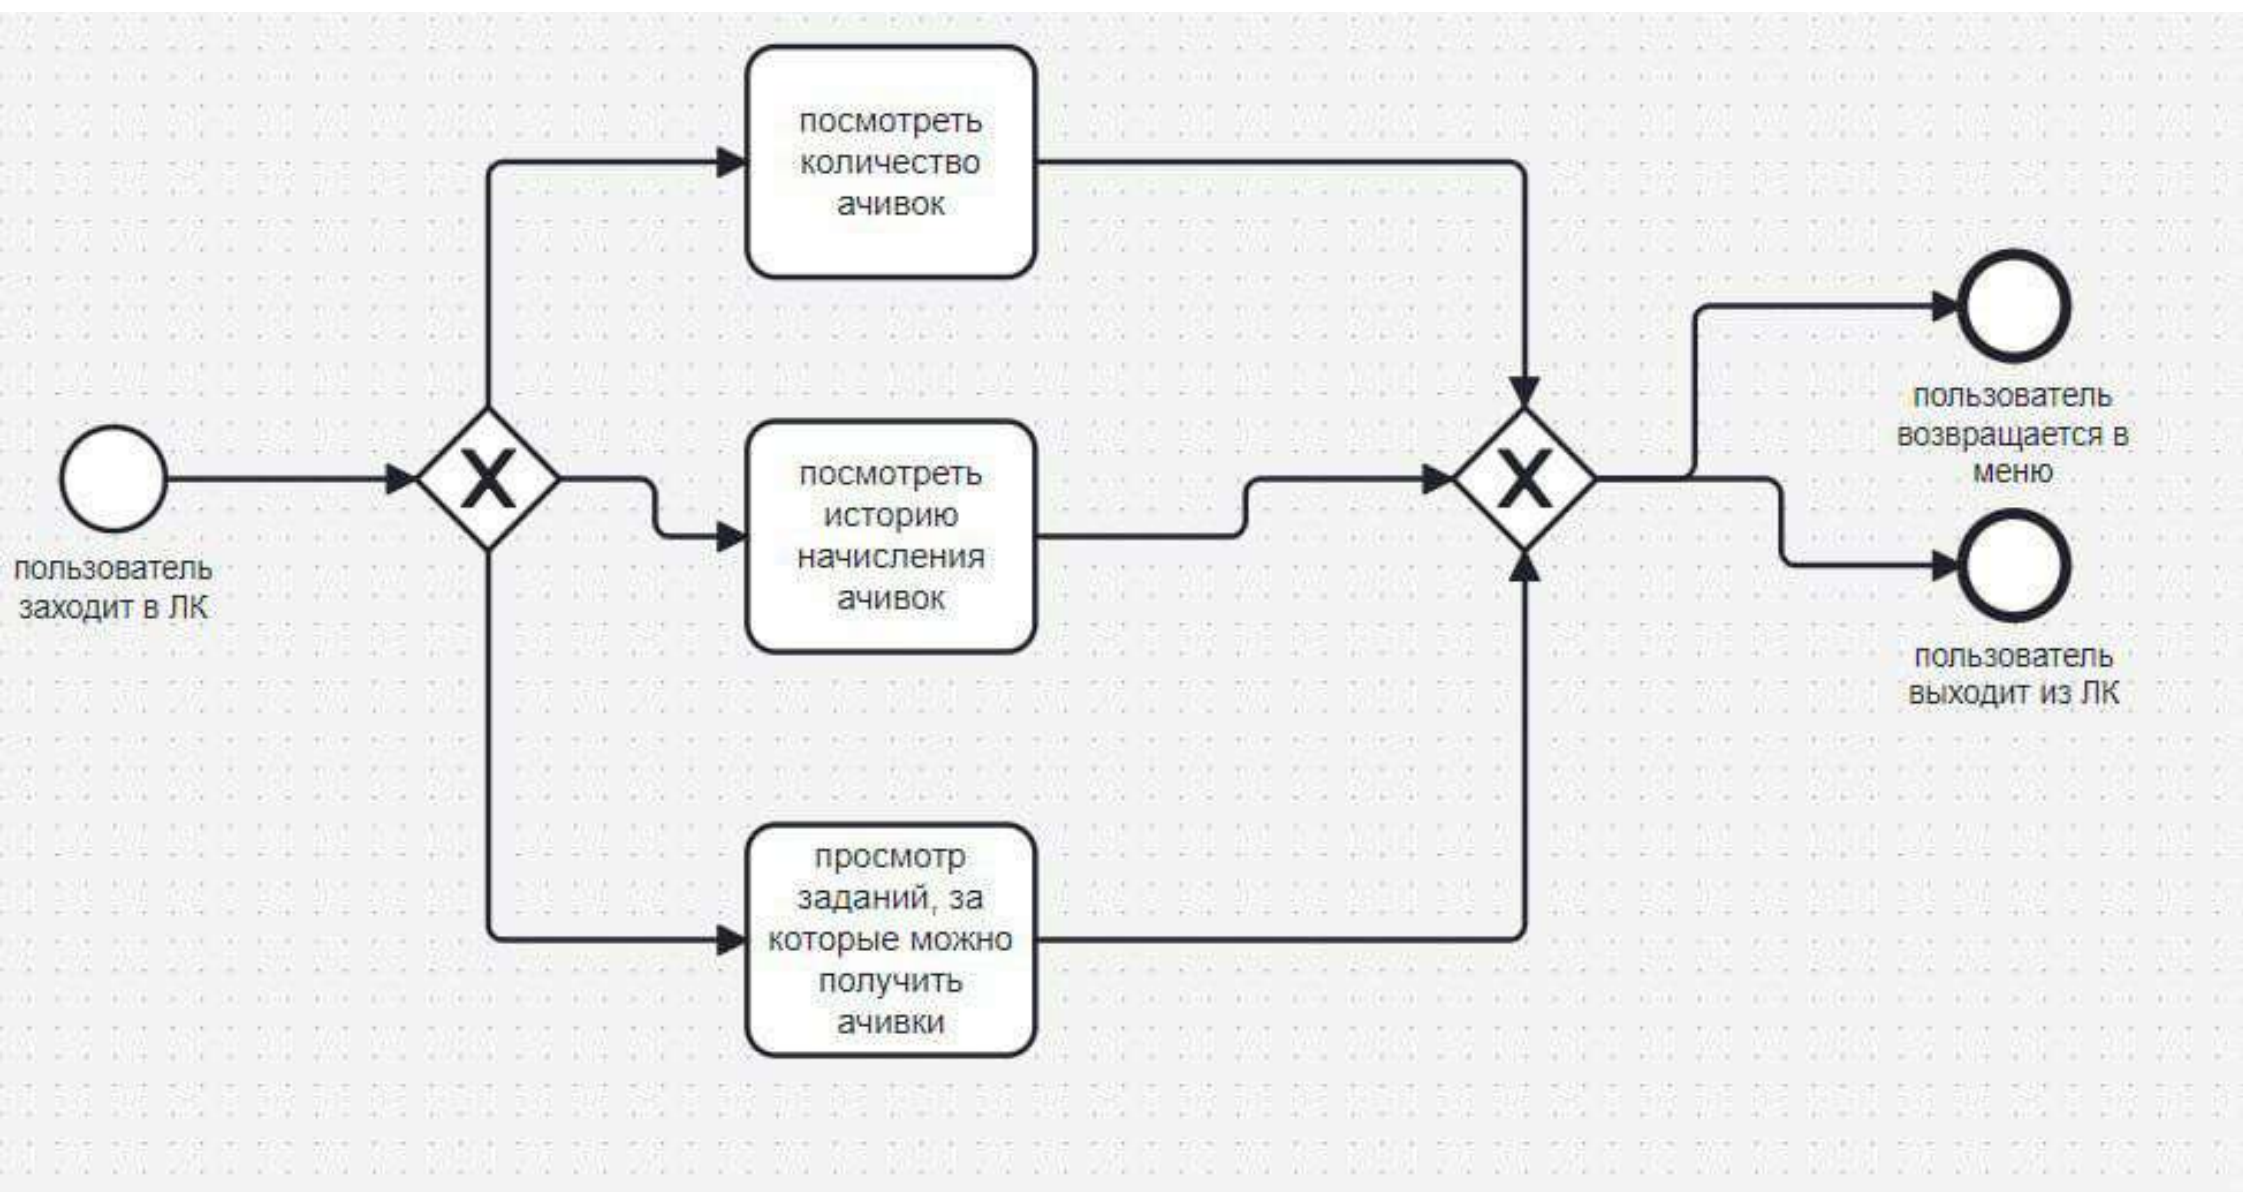 посмотреть
количество
ачивок
пользователь
заходит в ЛК
X
посмотреть
историю
начисления
ачивок
X
пользователь
возвращается в
меню
пользователь
выходит из ЛК
просмотр
заданий, за
которые можно
получить
ачивки